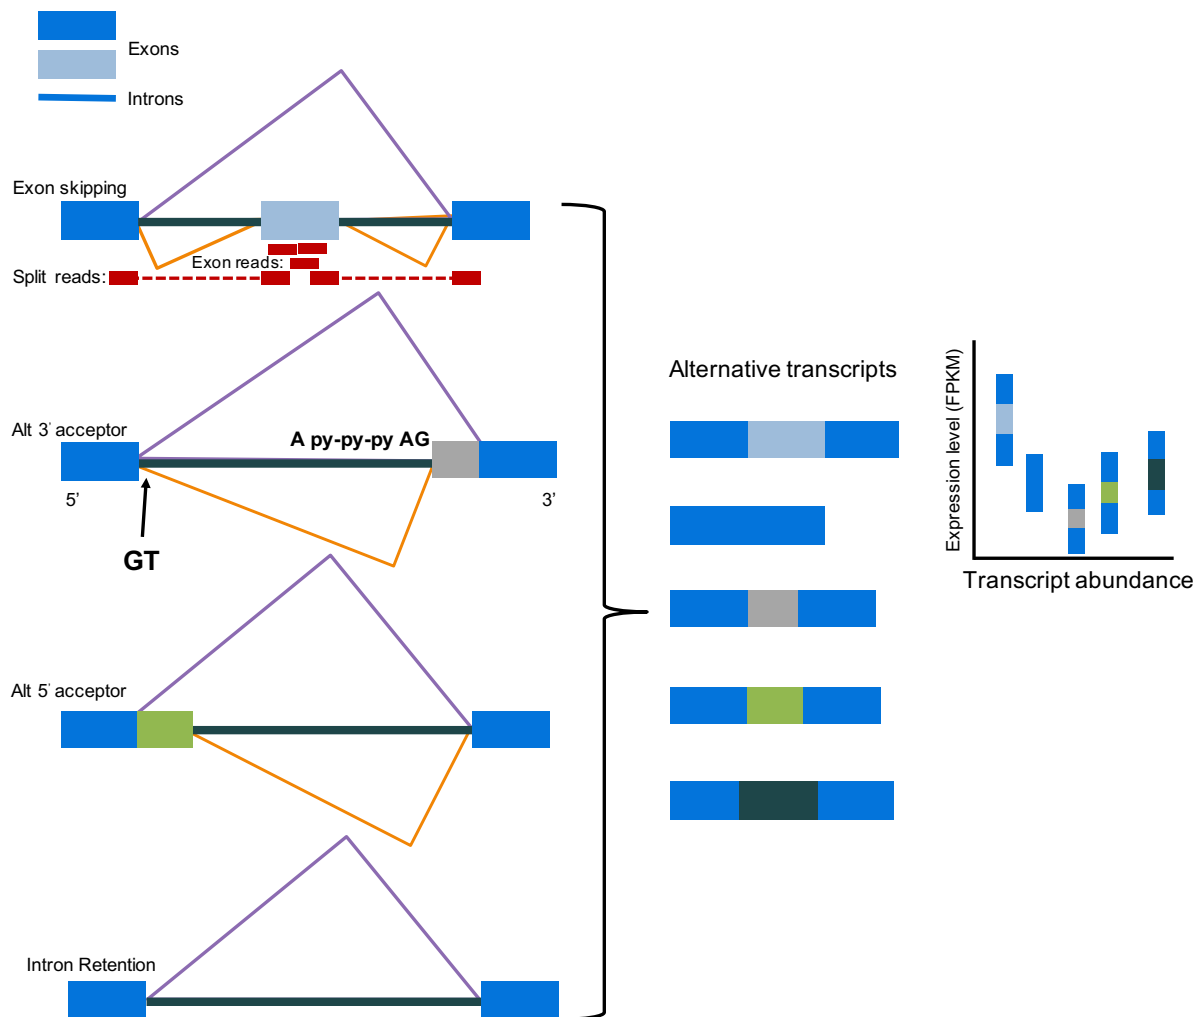 Exons
Introns
Exon skipping
Exon reads:
Split reads:
Alt 3' acceptor
A py-py-py AG
5'
3'
GT
Alt 5' acceptor
Intron Retention
Alternative transcripts
Expression level (FPKM)
Transcript abundance